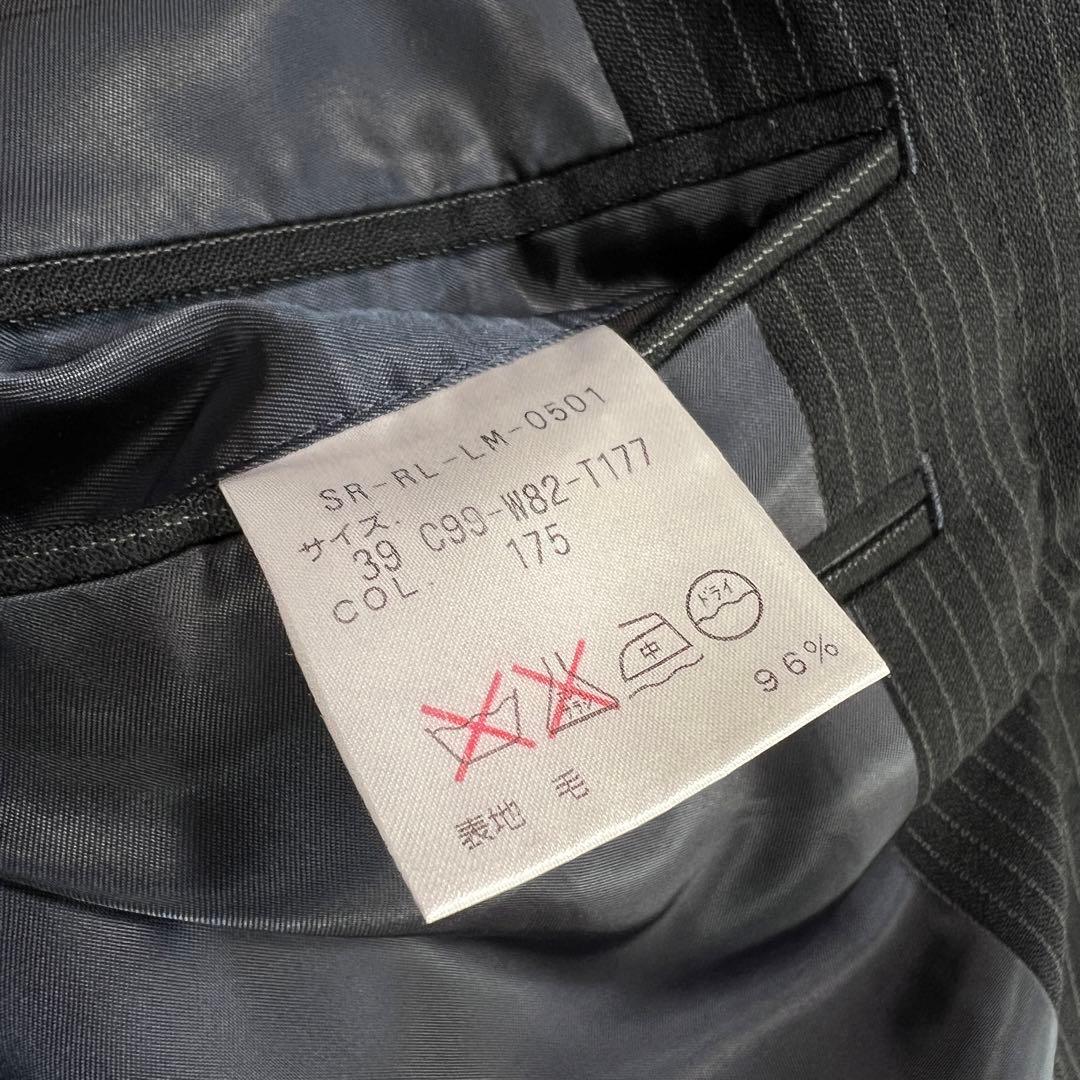 SR-RL-LM-0501
サイズ.
39 C99-W82-T177
COL. 175
中 ドライ
表地 毛 96%